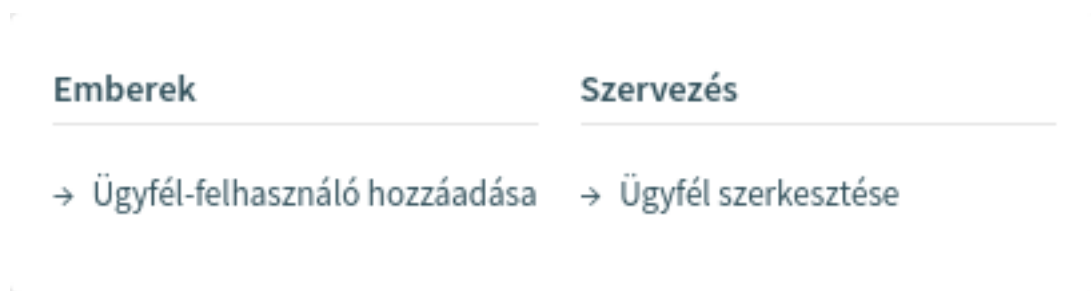 Emberek
→ Ügyfél-felhasználó hozzáadása
Szervezés
→ Ügyfél szerkesztése